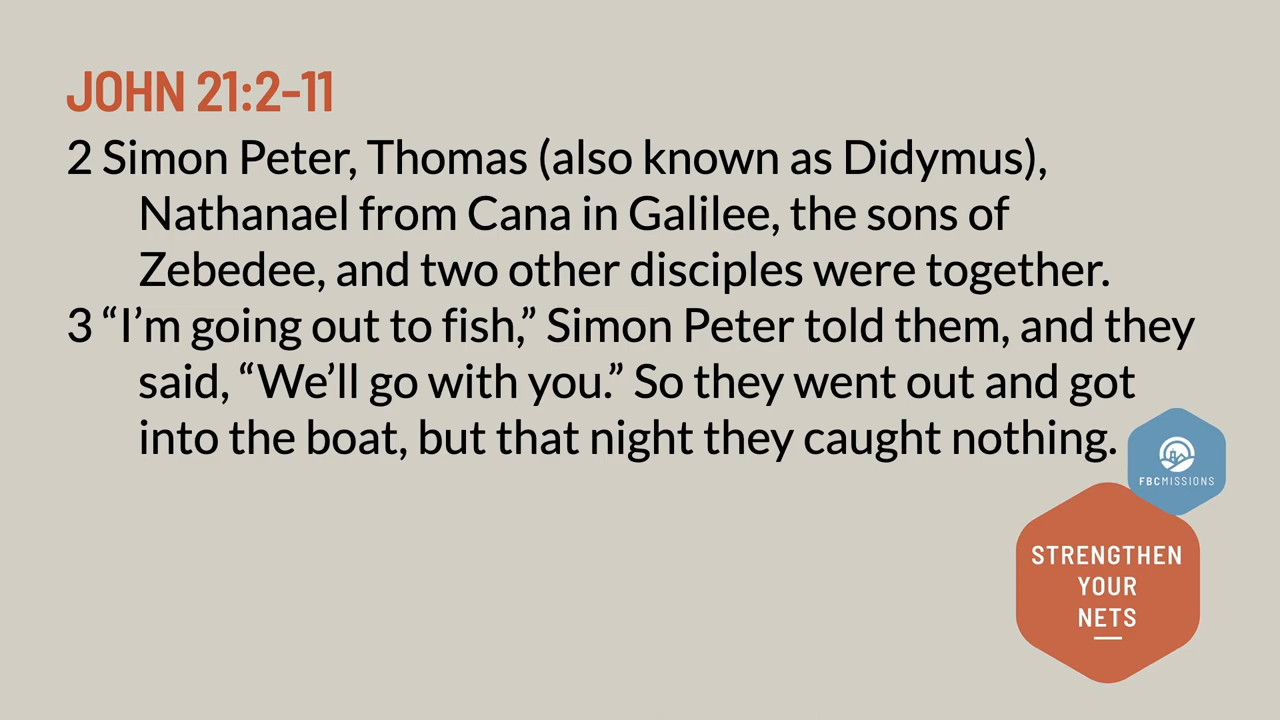 JOHN 21:2-11
2 Simon Peter, Thomas (also known as Didymus),
Nathanael from Cana in Galilee, the sons of
Zebedee, and two other disciples were together.
3 “I’m going out to fish,” Simon Peter told them, and they
said, “We’ll go with you.” So they went out and got
into the boat, but that night they caught nothing.
FBCMISSIONS
STRENGTHEN
YOUR
NETS